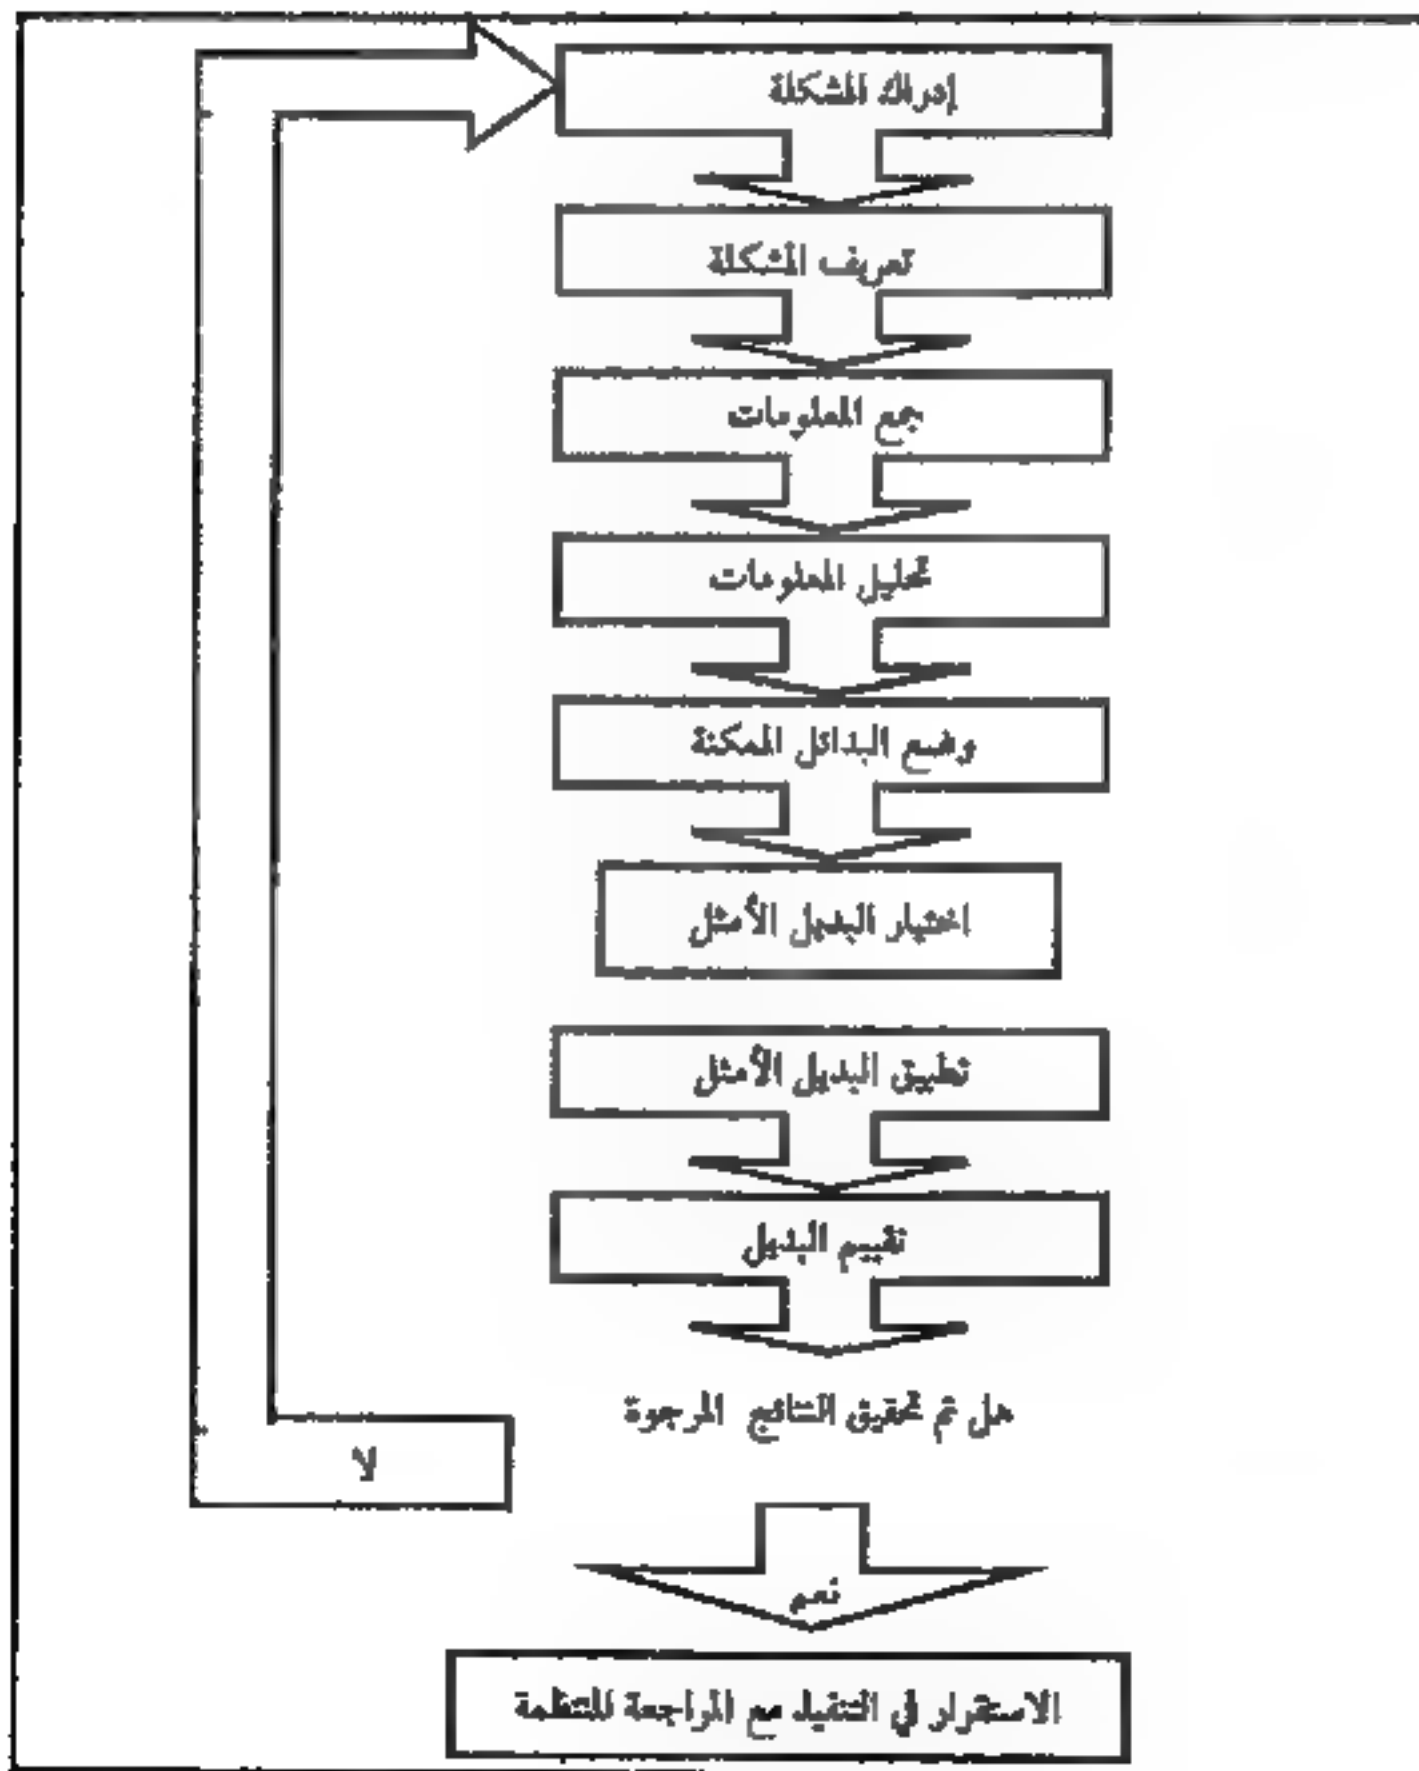 إدراك المشكلة
تعريف المشكلة
جمع المعلومات
تحليل المعلومات
وضع البدائل الممكنة
اختيار البديل الأمثل
تطبيق البديل الأمثل
تقييم البديل
هل تم تحقيق النتائج المرجوة
لا
نعم
الاستقرار في التنفيذ مع المراجعة المنتظمة